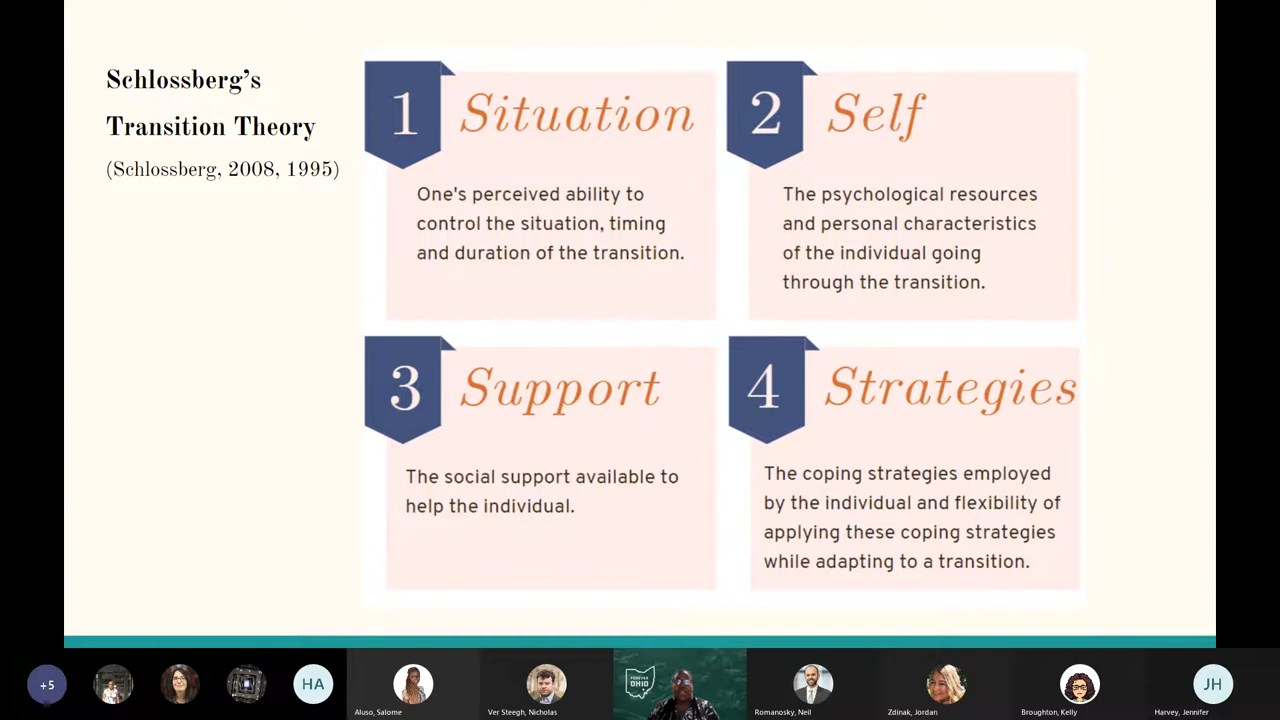 Schlossberg's
Transition Theory
(Schlossberg, 2008, 1995)
1 Situation
One's perceived ability to
control the situation, timing
and duration of the transition.
2 Self
The psychological resources
and personal characteristics
of the individual going
through the transition.
3 Support
The social support available to
help the individual.
4 Strategies
The coping strategies employed
by the individual and flexibility of
applying these coping strategies
while adapting to a transition.
+5
HA
Aluso, Salome
Ver Steegh, Nicholas
FOREVER
OHIO
Romanosky, Neil
Zdinak, Jordan
Broughton, Kelly
JH
Harvey, Jennifer